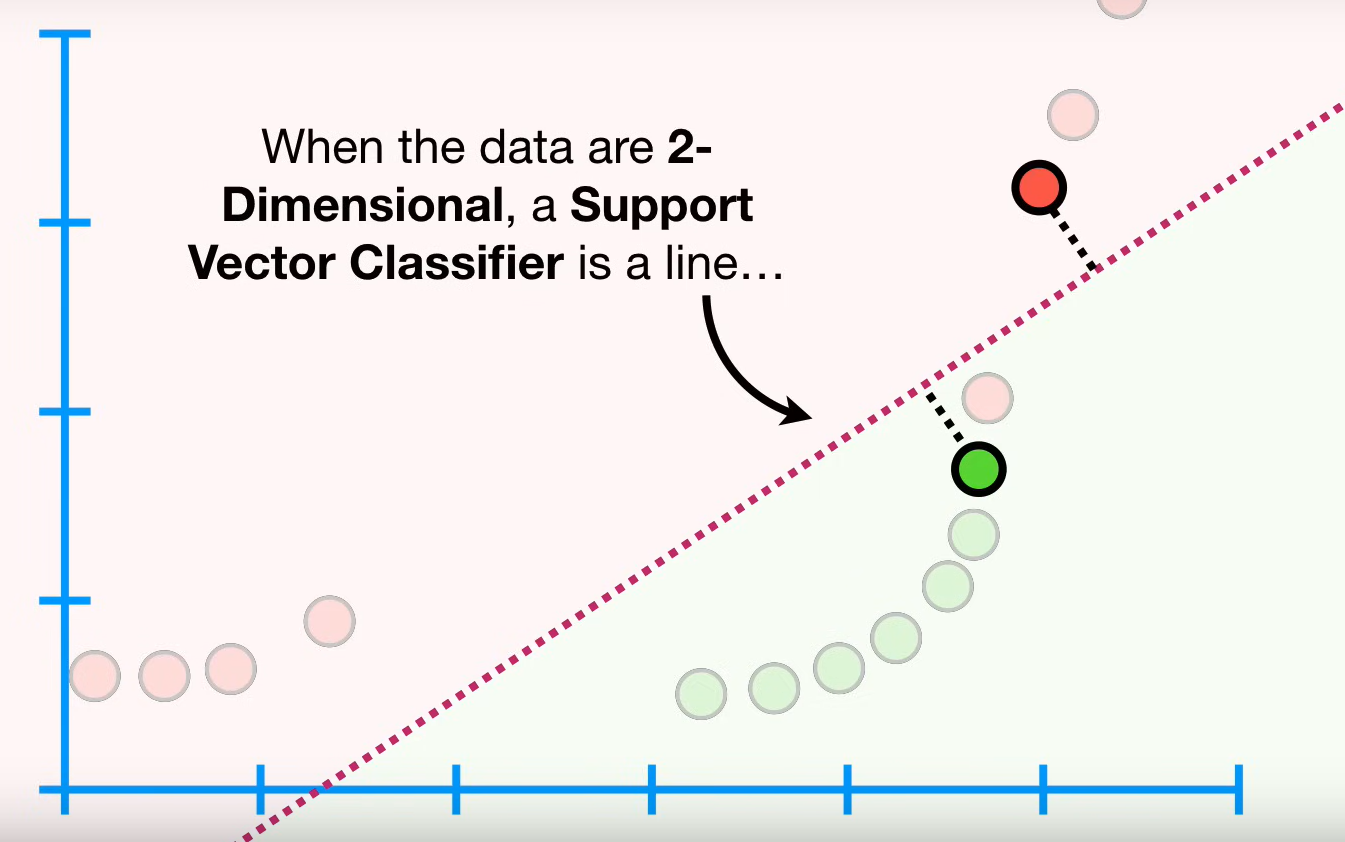 When the data are 2-
Dimensional, a Support
Vector Classifier is a line…